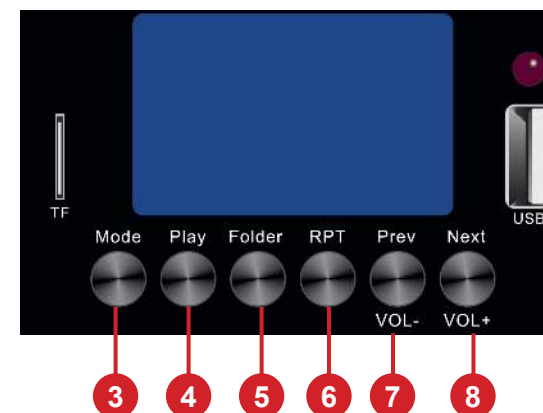 TF
USB
Mode Play Folder RPT Prev Next
VOL- VOL+
3 4 5 6 7 8